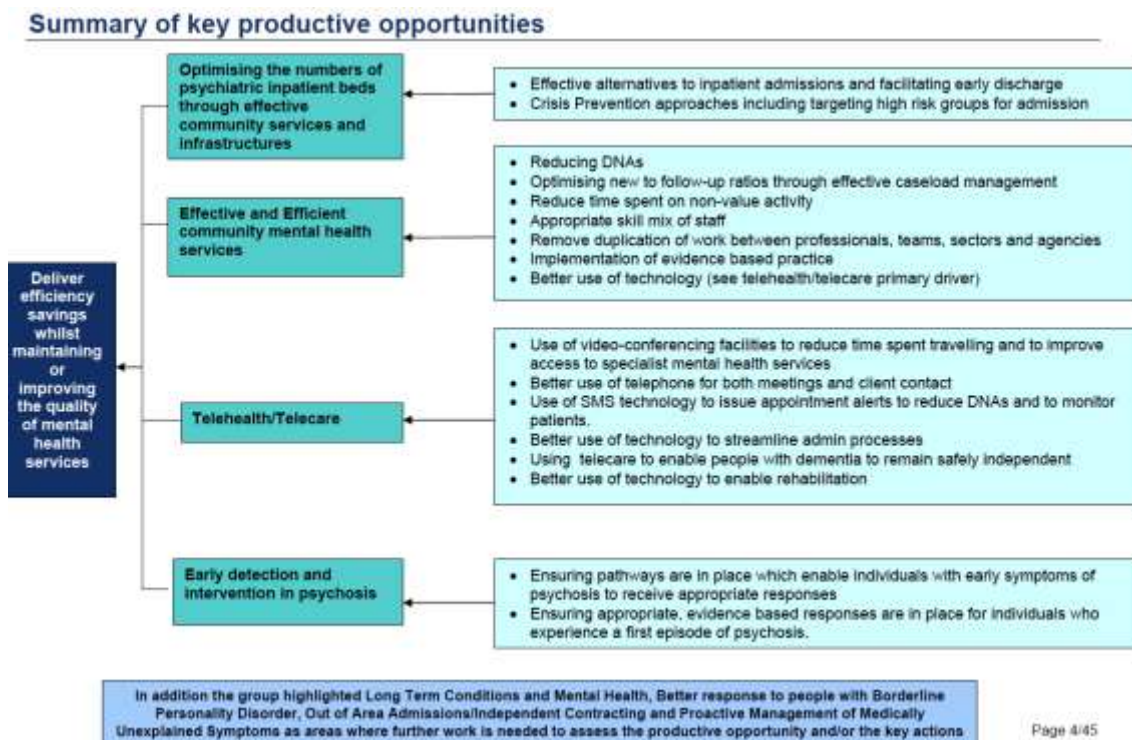 Summary of key productive opportunities
Optimising the numbers of
psychiatric inpatient beds
through effective
community services and
infrastructures
• Effective alternatives to inpatient admissions and facilitating early discharge
• Crisis Prevention approaches including targeting high risk groups for admission
Effective and Efficient
community mental health
services
• Reducing DNAs
• Optimising new to follow-up ratios through effective caseload management
• Reduce time spent on non-value activity
• Appropriate skill mix of staff
• Remove duplication of work between professionals, teams, sectors and agencies
• Implementation of evidence based practice
• Better use of technology (see telehealth/telecare primary driver)
Deliver
efficiency
savings
whilst
maintaining
or
improving
the quality
of mental
health
services
Telehealth/Telecare
• Use of video-conferencing facilities to reduce time spent travelling and to improve
access to specialist mental health services
• Better use of telephone for both meetings and client contact
• Use of SMS technology to issue appointment alerts to reduce DNAs and to monitor
patients.
• Better use of technology to streamline admin processes
• Using telecare to enable people with dementia to remain safely independent
• Better use of technology to enable rehabilitation
Early detection and
intervention in psychosis
• Ensuring pathways are in place which enable individuals with early symptoms of
psychosis to receive appropriate responses
• Ensuring appropriate, evidence based responses are in place for individuals who
experience a first episode of psychosis.
In addition the group highlighted Long Term Conditions and Mental Health, Better response to people with Borderline
Personality Disorder, Out of Area Admissions/Independent Contracting and Proactive Management of Medically
Unexplained Symptoms as areas where further work is needed to assess the productive opportunity and/or the key actions
Page 4/45